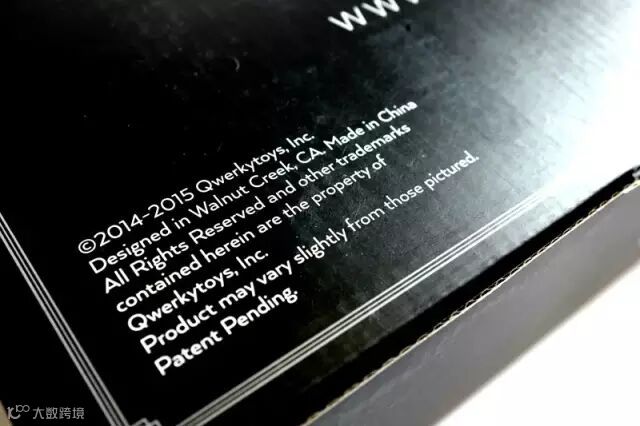 www.
©2014-2015 Qwerkytoys, Inc.
Designed in Walnut Creek, CA. Made in China
All Rights Reserved and other trademarks
contained herein are the property of
Qwerkytoys, Inc.
Product may vary slightly from those pictured.
Patent Pending.
大数跨境